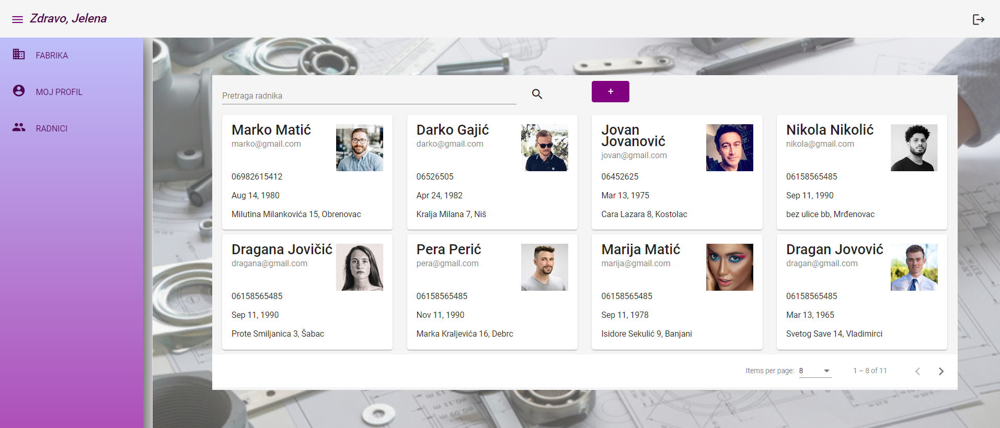 Zdravo, Jelena
FABRIKA
MOJ PROFIL
RADNICI
Pretraga radnika
+
Marko Matić
marko@gmail.com
06982615412
Aug 14, 1980
Milutina Milankovića 15, Obrenovac
Darko Gajić
darko@gmail.com
06526505
Apr 24, 1982
Kralja Milana 7, Niš
Jovan
Jovanović
jovan@gmail.com
06452625
Mar 13, 1975
Cara Lazara 8, Kostolac
Nikola Nikolić
nikola@gmail.com
06158565485
Sep 11, 1990
bez ulice bb, Mrđenovac
Dragana Jovičić
dragana@gmail.com
06158565485
Sep 11, 1990
Prote Smiljanica 3, Šabac
Pera Perić
pera@gmail.com
06158565485
Nov 11, 1990
Marka Kraljevića 16, Debrc
Marija Matić
marija@gmail.com
06158565485
Sep 11, 1978
Isidore Sekulić 9, Banjani
Dragan Jovović
dragan@gmail.com
06158565485
Mar 13, 1965
Svetog Save 14, Vladimirci
Items per page: 8
1 – 8 of 11